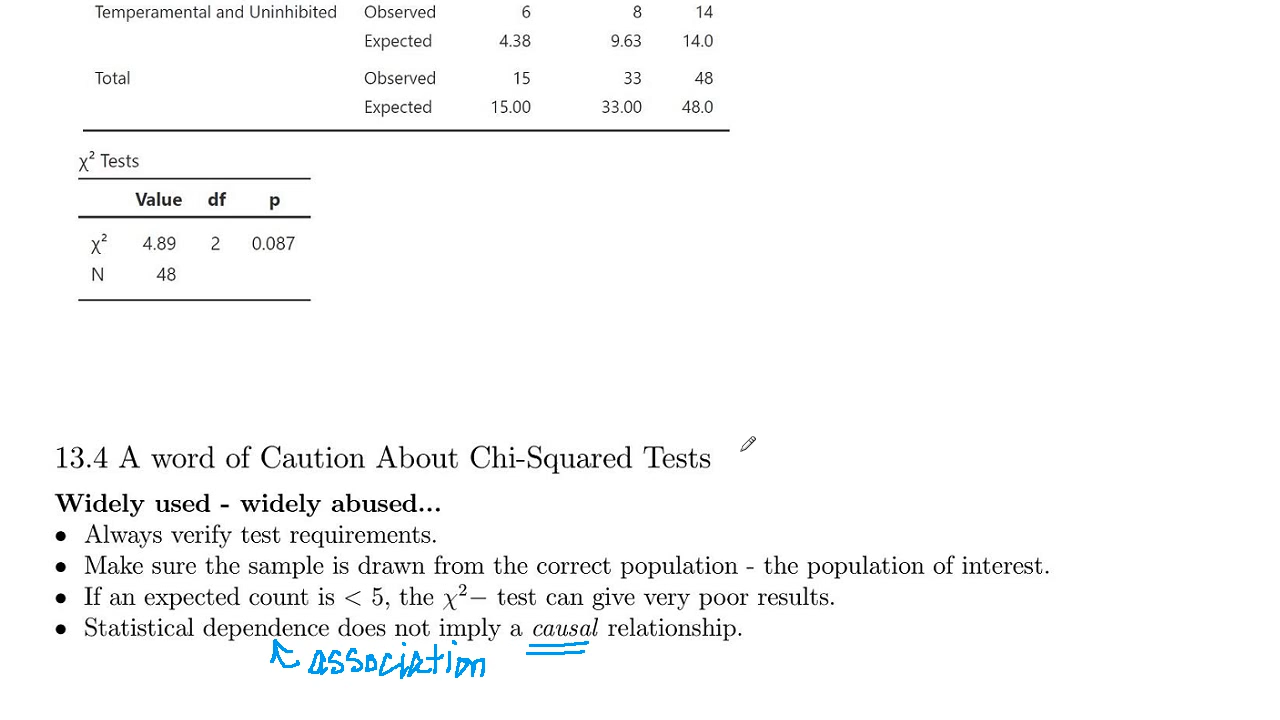 Temperamental and Uninhibited Observed 6 8 14
Expected 4.38 9.63 14.0
Total Observed 15 33 48
Expected 15.00 33.00 48.0
χ² Tests
Value df p
χ² 4.89 2 0.087
N 48
13.4 A word of Caution About Chi-Squared Tests
Widely used - widely abused...
• Always verify test requirements.
• Make sure the sample is drawn from the correct population - the population of interest.
• If an expected count is < 5, the χ²− test can give very poor results.
• Statistical dependence does not imply a causal relationship.
association